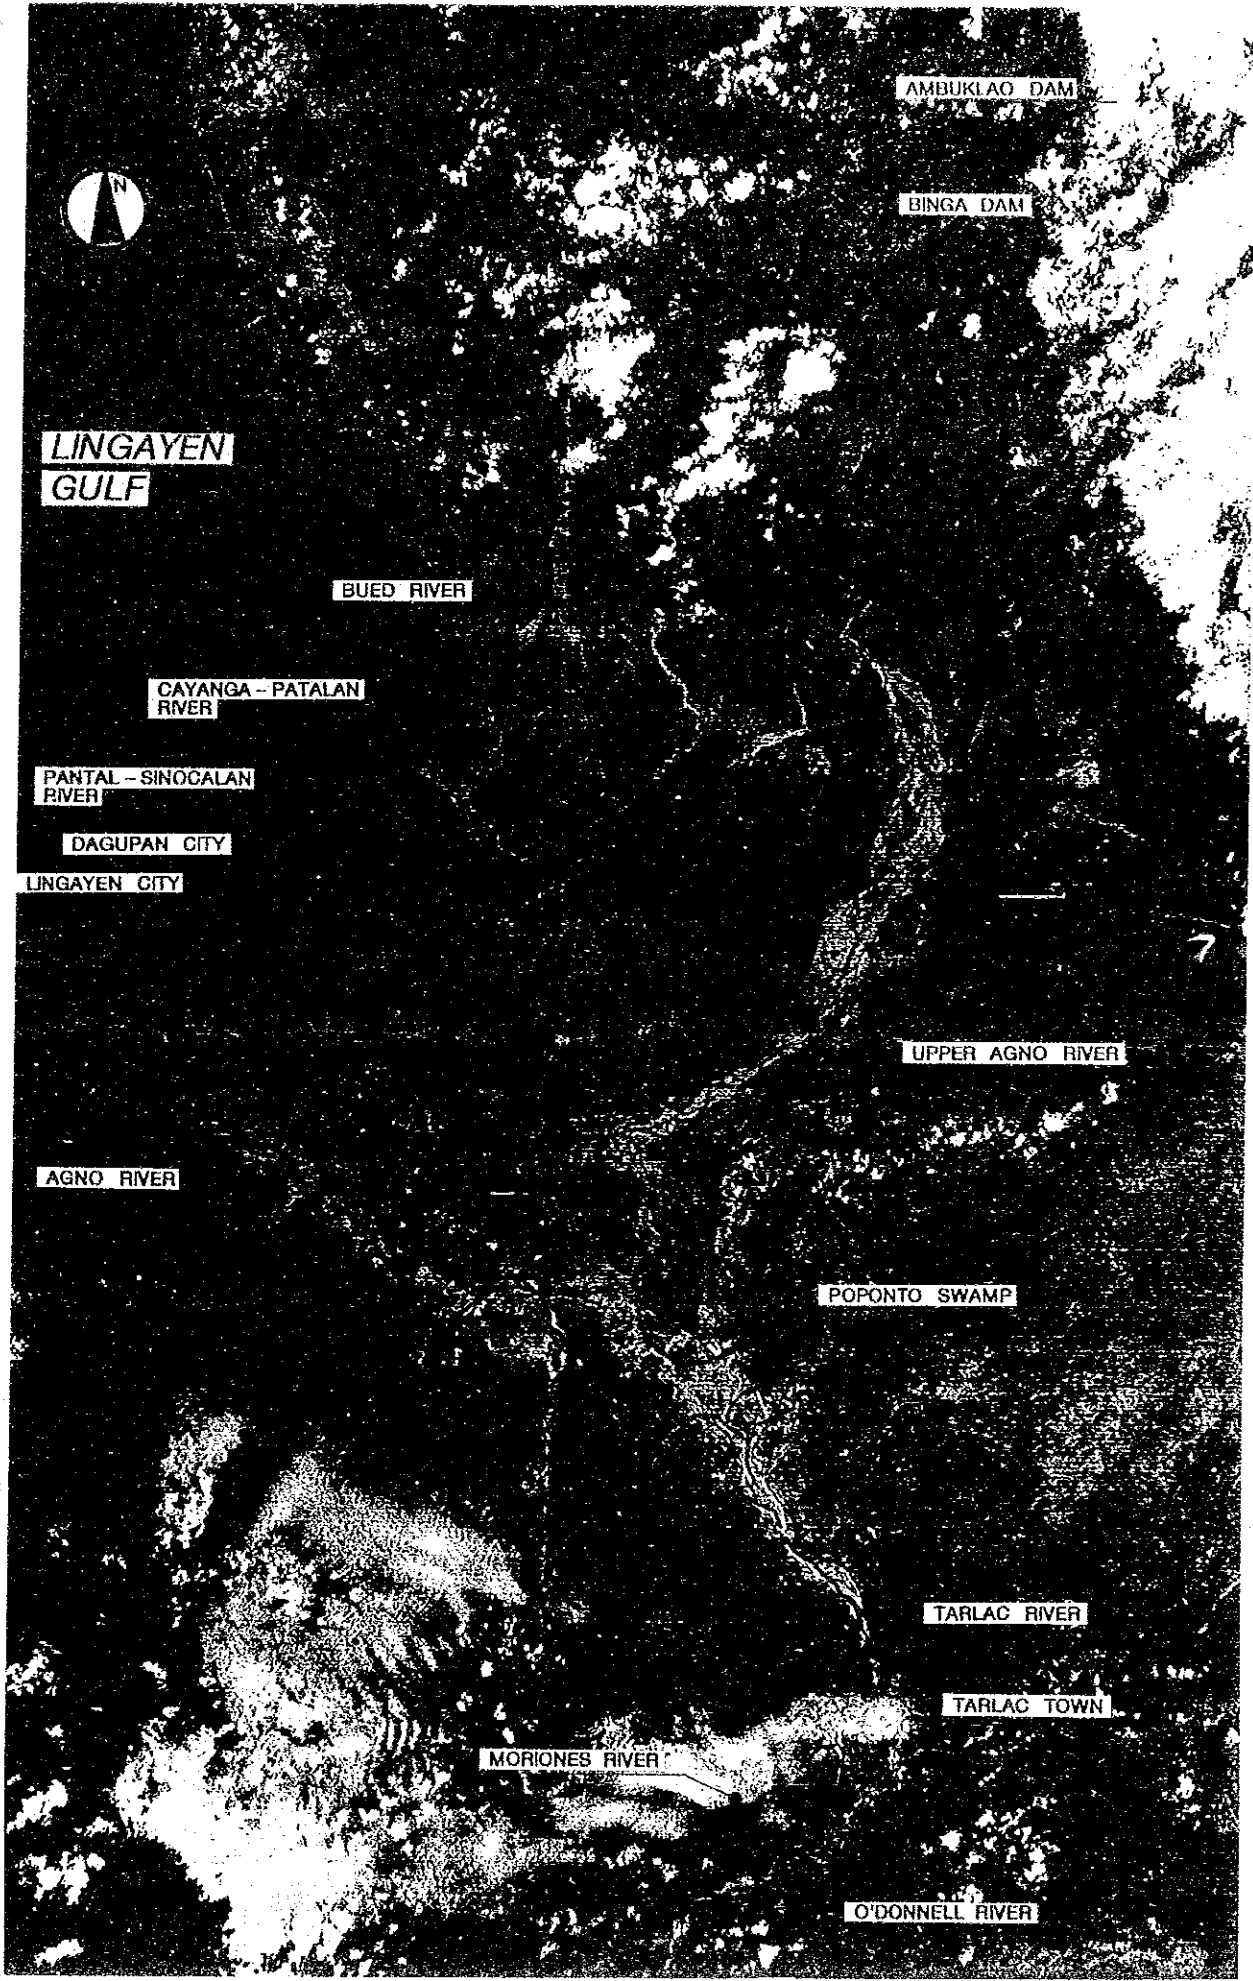 AMBUKLAO DAM
N
BINGA DAM
LINGAYEN
GULF
BUED RIVER
CAYANGA – PATALAN
RIVER
PANTAL – SINOCALAN
RIVER
DAGUPAN CITY
LINGAYEN CITY
UPPER AGNO RIVER
AGNO RIVER
POPONTO SWAMP
TARLAC RIVER
TARLAC TOWN
MORIONES RIVER
O'DONNELL RIVER